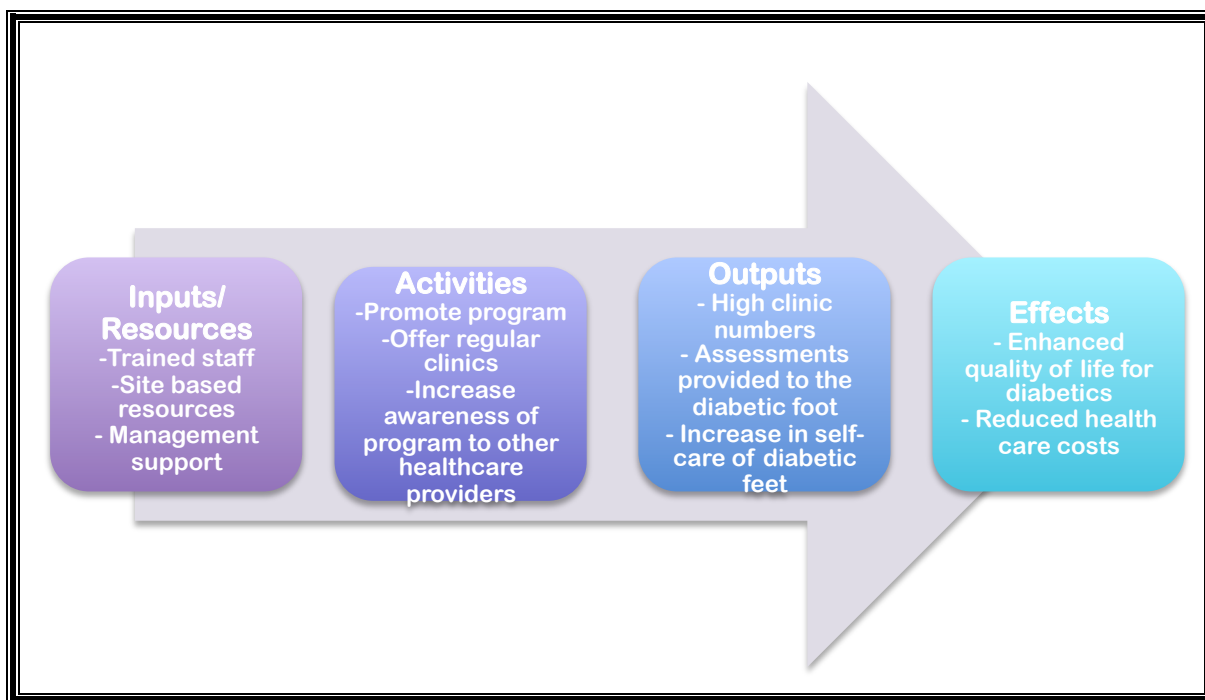 Inputs/
Resources
-Trained staff
-Site based
resources
- Management
support
Activities
-Promote program
-Offer regular
clinics
-Increase
awareness of
program to other
healthcare
providers
Outputs
- High clinic
numbers
- Assessments
provided to the
diabetic foot
- Increase in self-
care of diabetic
feet
Effects
- Enhanced
quality of life for
diabetics
- Reduced health
care costs